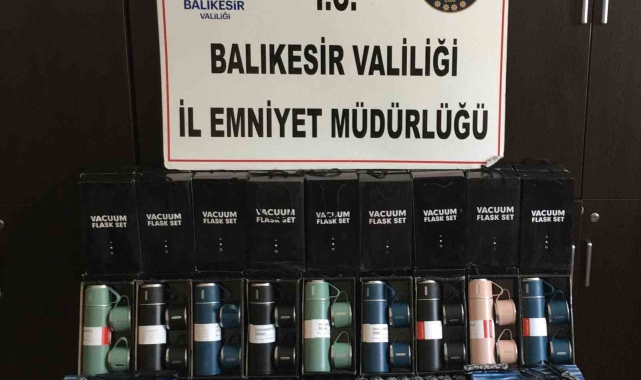 BALIKESİR
VALİLİĞİ
T.C.
BALIKESİR VALİLİĞİ
İL EMNİYET MÜDÜRLÜĞÜ
VACUUM
FLASK SET
VACUUM
FLASK SET
VACUUM
FLASK SET
VACUUM
FLASK SET
VACUUM
FLASK SET
VACUUM
FLASK SET
VACUUM
FLASK SET
VACUUM
FLASK SET
VACUUM
FLASK SET